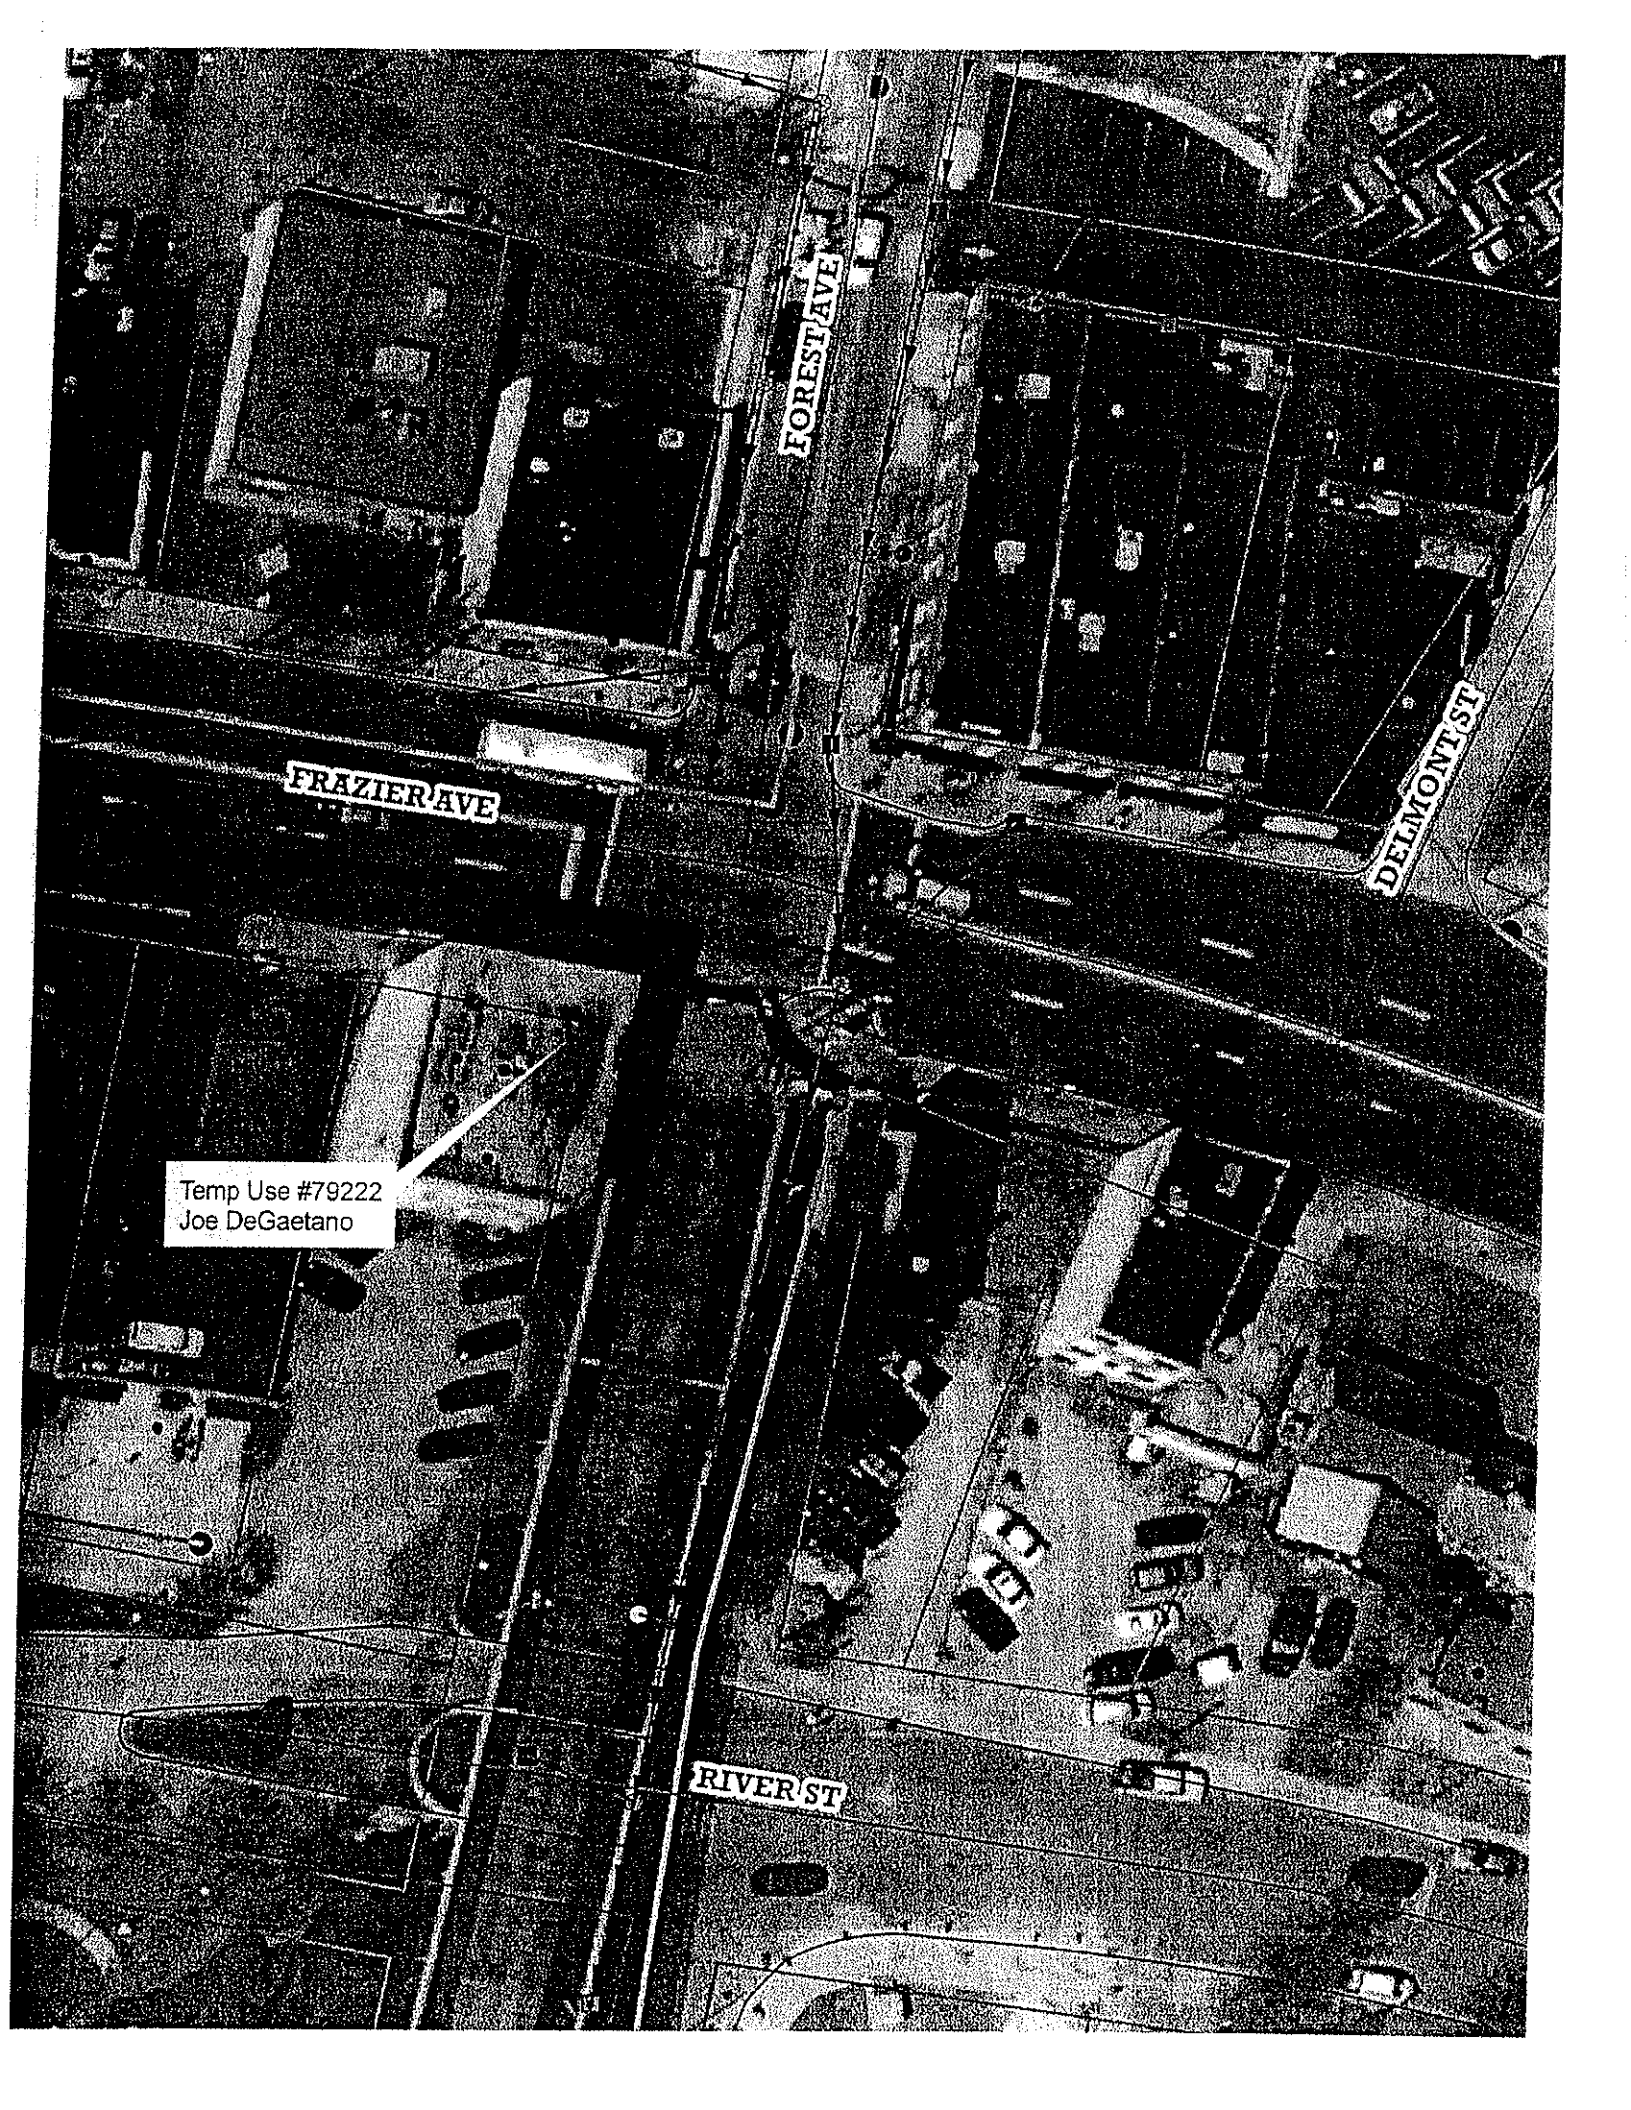 FOREST AVE
DELMONT ST
FRAZIER AVE
Temp Use #79222
Joe DeGaetano
RIVER ST